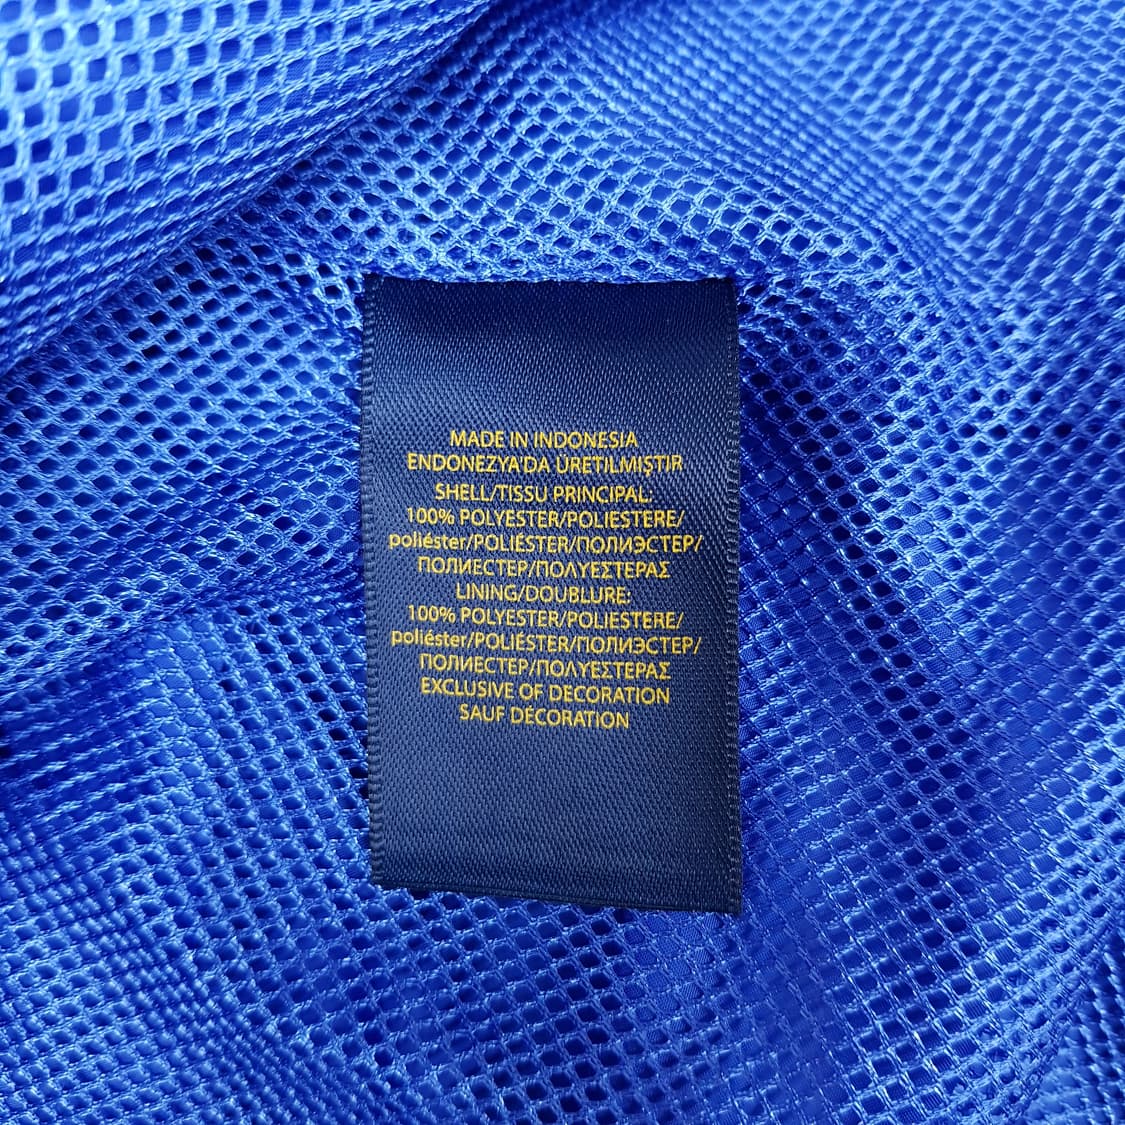 MADE IN INDONESIA
ENDONEZYA'DA ÜRETILMIŞTIR
SHELL/TISSU PRINCIPAL:
100% POLYESTER/POLIESTERE/
poliéster/POLIÉSTER/ПОЛИЭСТЕР/
ПОЛИЕСТЕР/ΠΟΛΥΕΣΤΕΡΑΣ
LINING/DOUBLURE:
100% POLYESTER/POLIESTERE/
poliéster/POLIÉSTER/ПОЛИЭСТЕР/
ПОЛИЕСТЕР/ΠΟΛΥΕΣΤΕΡΑΣ
EXCLUSIVE OF DECORATION
SAUF DÉCORATION